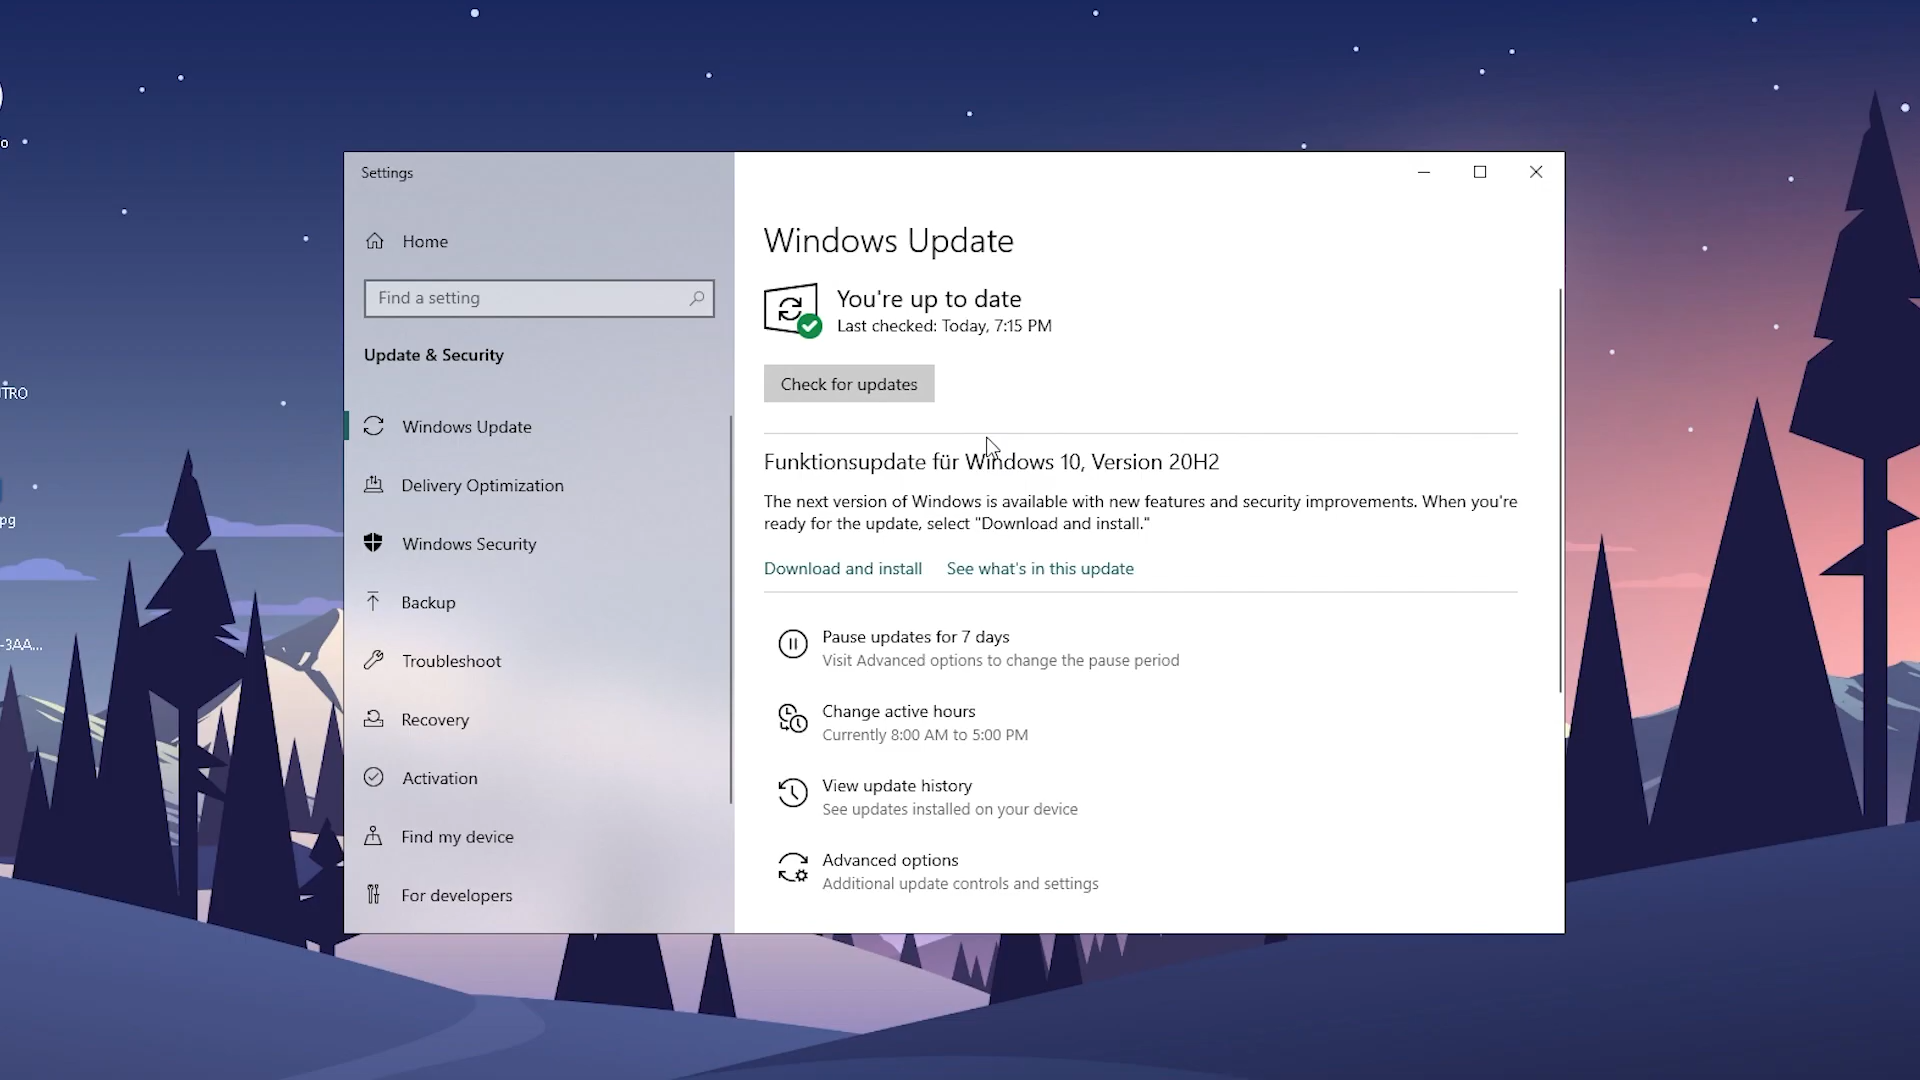 o
TRO
pg
-3AA...
Settings
Home
Find a setting
Update & Security
Windows Update
Delivery Optimization
Windows Security
Backup
Troubleshoot
Recovery
Activation
Find my device
For developers
Windows Update
You're up to date
Last checked: Today, 7:15 PM
Check for updates
Funktionsupdate für Windows 10, Version 20H2
The next version of Windows is available with new features and security improvements. When you're
ready for the update, select "Download and install."
Download and install See what's in this update
Pause updates for 7 days
Visit Advanced options to change the pause period
Change active hours
Currently 8:00 AM to 5:00 PM
View update history
See updates installed on your device
Advanced options
Additional update controls and settings